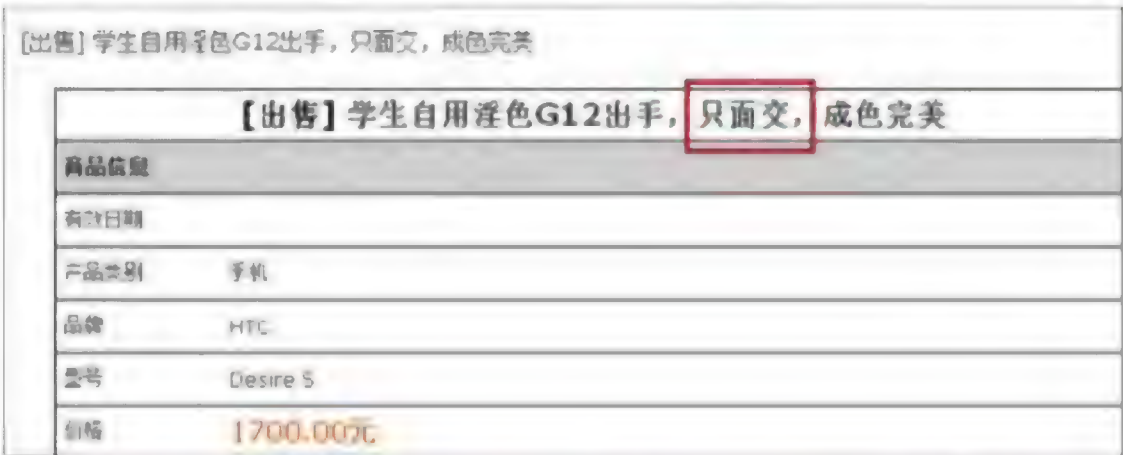 [出售] 学生自用淫色G12出手，只面交，成色完美
【出售】学生自用淫色G12出手，只面交，成色完美
商品信息
有效日期
产品类别 手机
品牌 HTC
型号 Desire S
价格 1700.00元